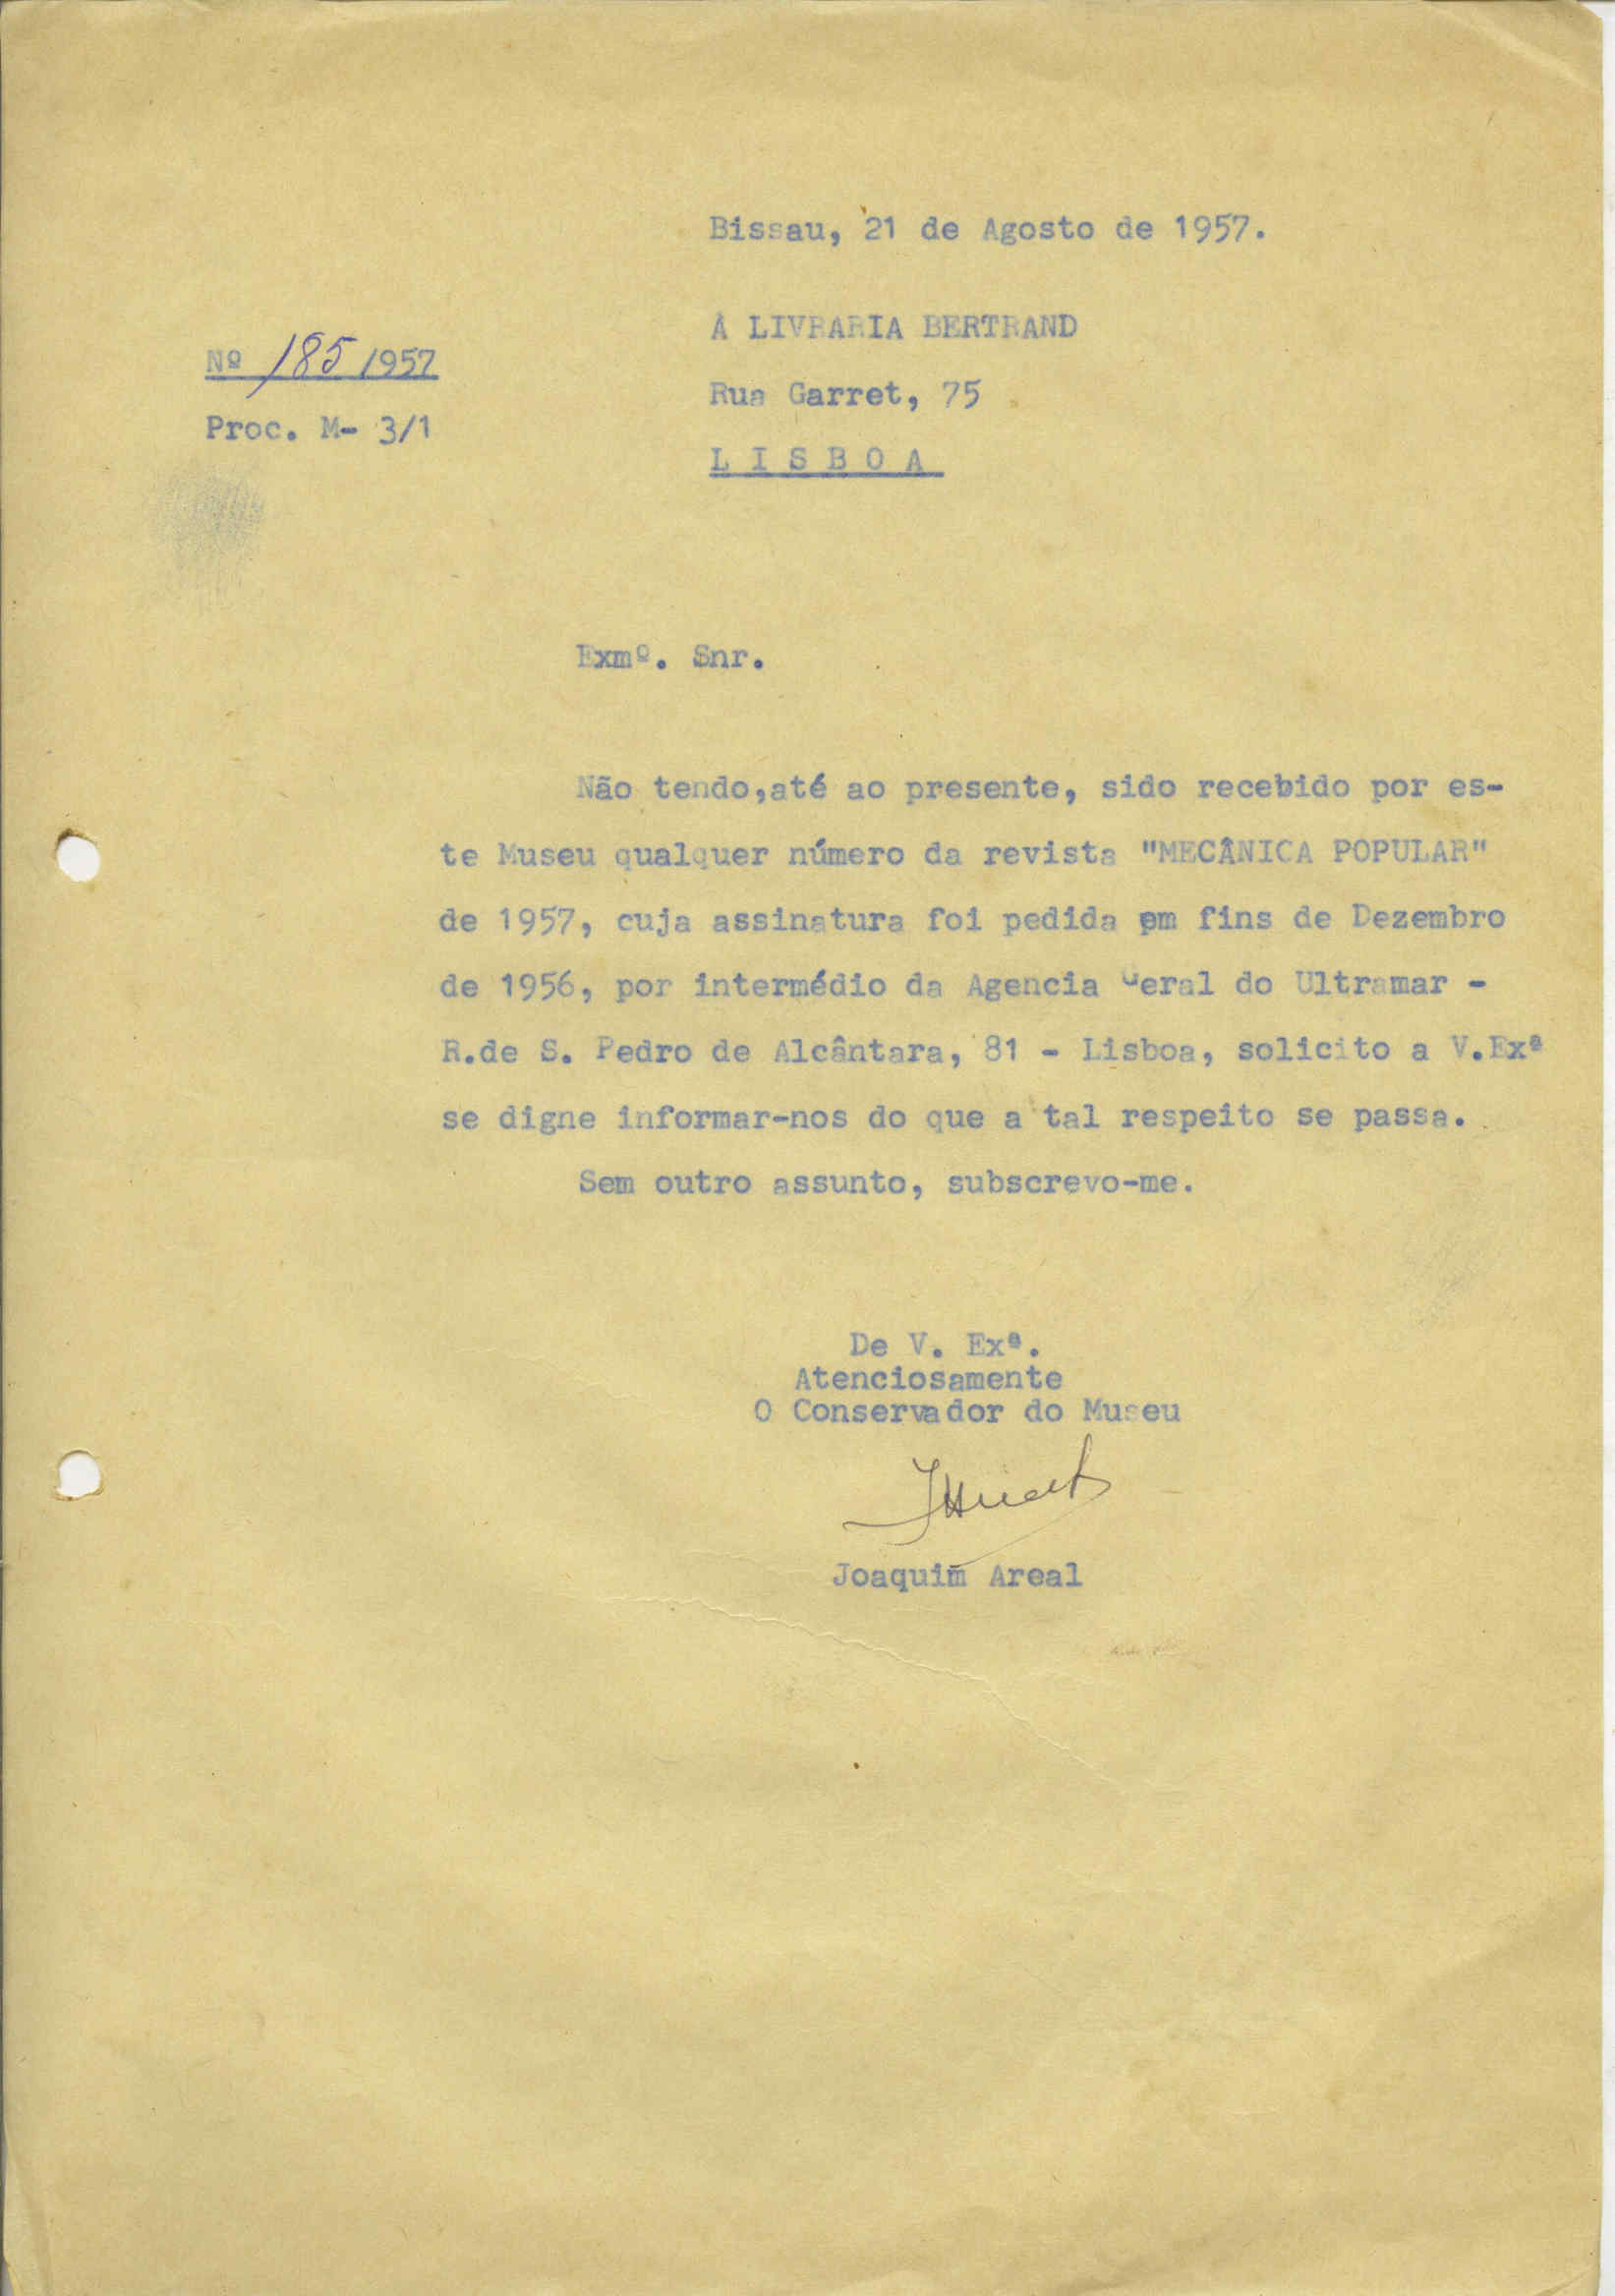 Bissau, 21 de Agosto de 1957.
À LIVRARIA BERTRAND
Nº 185/1957
Rua Garret, 75
Proc. M- 3/1
L I S B O A
Exmº. Snr.
Não tendo,até ao presente, sido recebido por es-
te Museu qualquer número da revista "MECÂNICA POPULAR"
de 1957, cuja assinatura foi pedida em fins de Dezembro
de 1956, por intermédio da Agencia Geral do Ultramar -
R.de S. Pedro de Alcântara, 81 - Lisboa, solicito a V.Exª
se digne informar-nos do que a tal respeito se passa.
Sem outro assunto, subscrevo-me.
De V. Exª.
Atenciosamente
O Conservador do Museu
Joaquim Areal